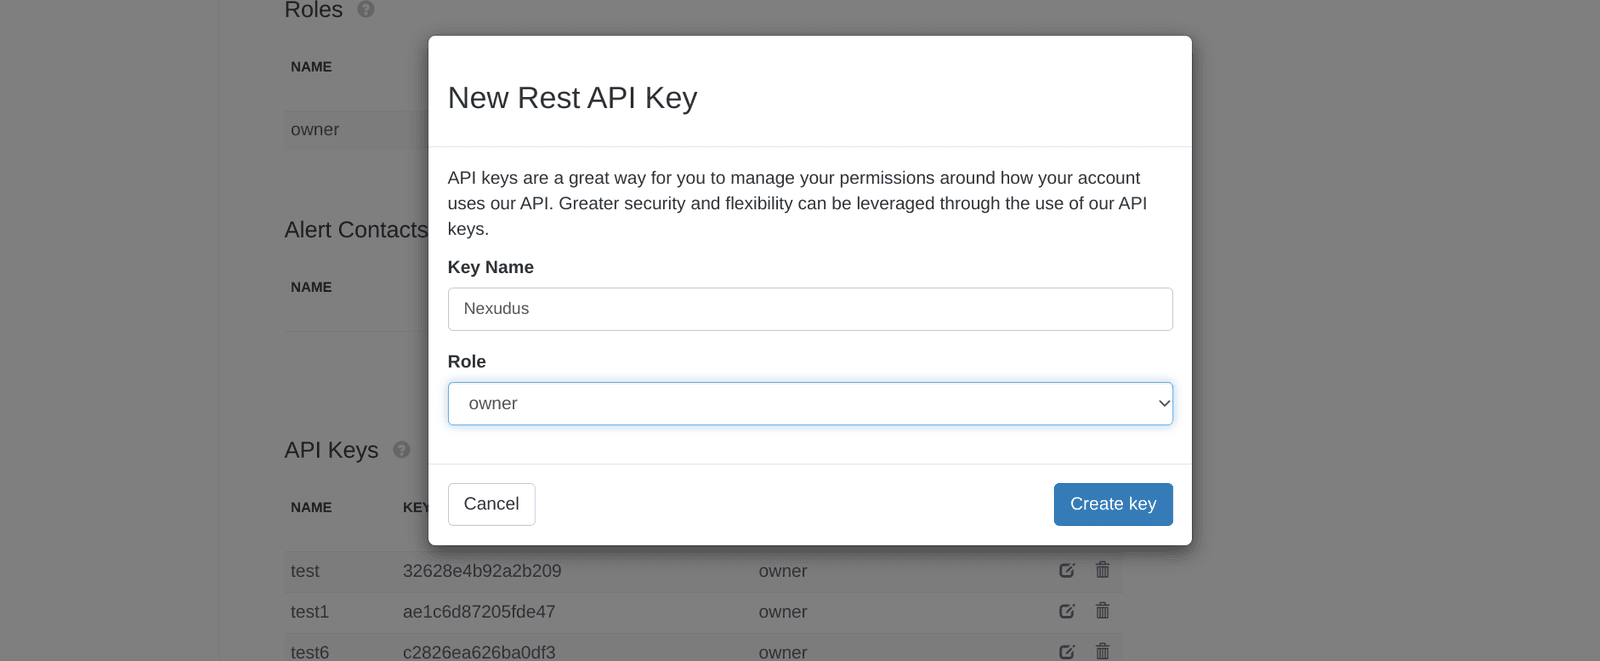 Roles
NAME
owner
Alert Contacts
NAME
API Keys
NAME KEY
test 32628e4b92a2b209 owner
test1 ae1c6d87205fde47 owner
test6 c2826ea626ba0df3 owner
New Rest API Key
API keys are a great way for you to manage your permissions around how your account
uses our API. Greater security and flexibility can be leveraged through the use of our API
keys.
Key Name
Nexudus
Role
owner
Cancel Create key